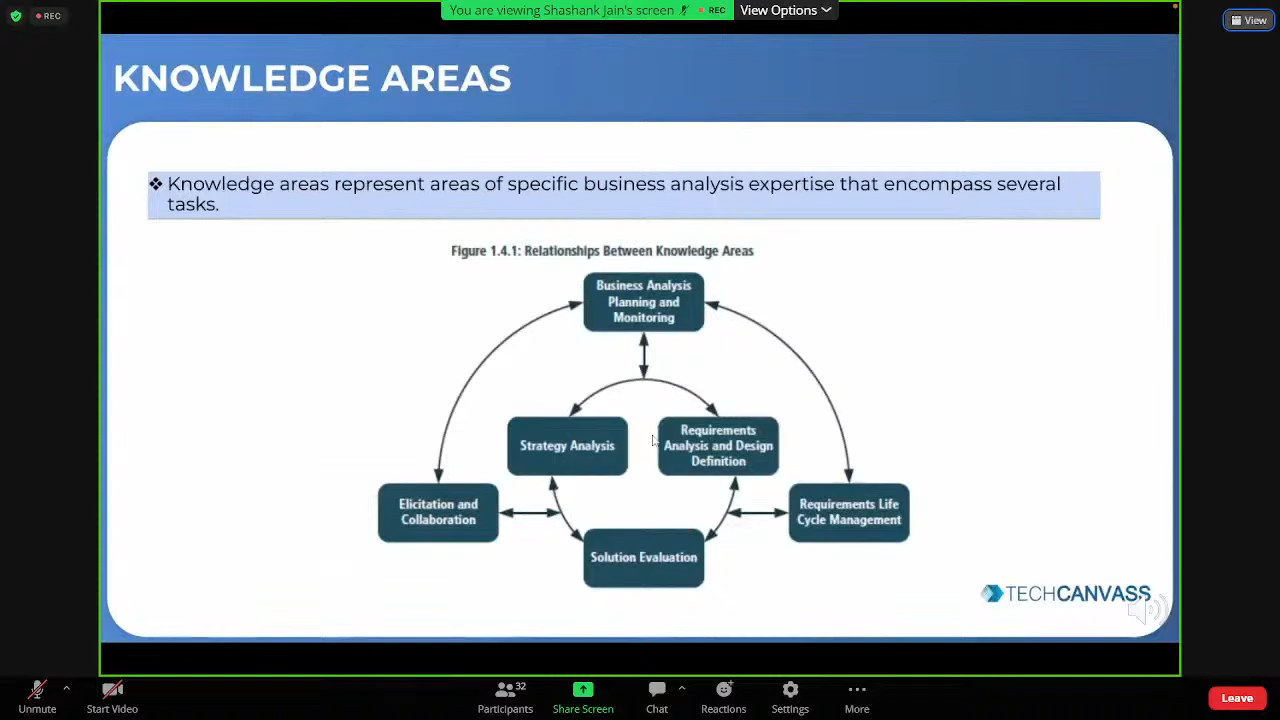 You are viewing Shashank Jain's screen
REC
View Options
REC
View
KNOWLEDGE AREAS
❖ Knowledge areas represent areas of specific business analysis expertise that encompass several
tasks.
Figure 1.4.1: Relationships Between Knowledge Areas
Business Analysis
Planning and
Monitoring
Strategy Analysis
Requirements
Analysis and Design
Definition
Elicitation and
Collaboration
Requirements Life
Cycle Management
Solution Evaluation
TECHCANVASS
Unmute
Start Video
32
Participants
Share Screen
Chat
Reactions
Settings
More
Leave